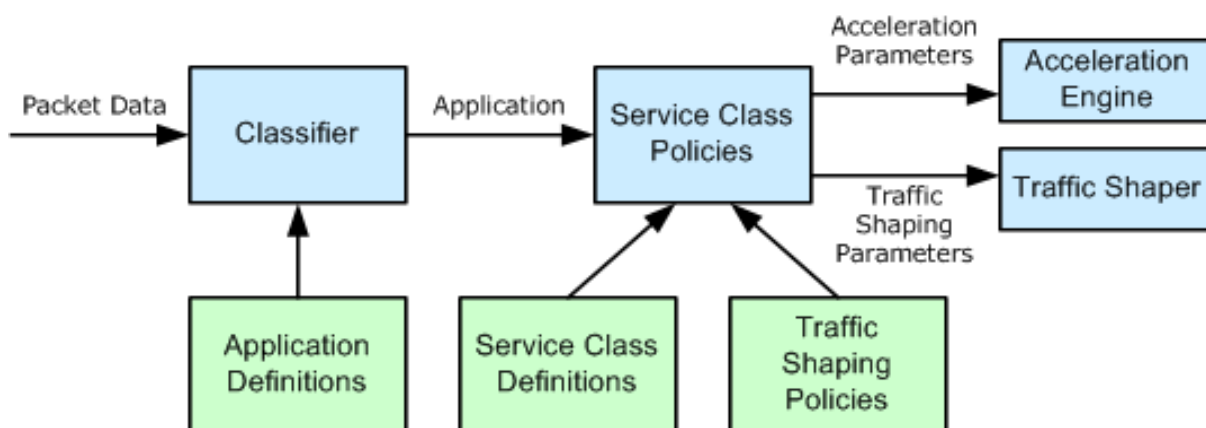 Packet Data
Classifier
Application
Service Class
Policies
Acceleration
Parameters
Acceleration
Engine
Traffic Shaper
Traffic
Shaping
Parameters
Application
Definitions
Service Class
Definitions
Traffic
Shaping
Policies